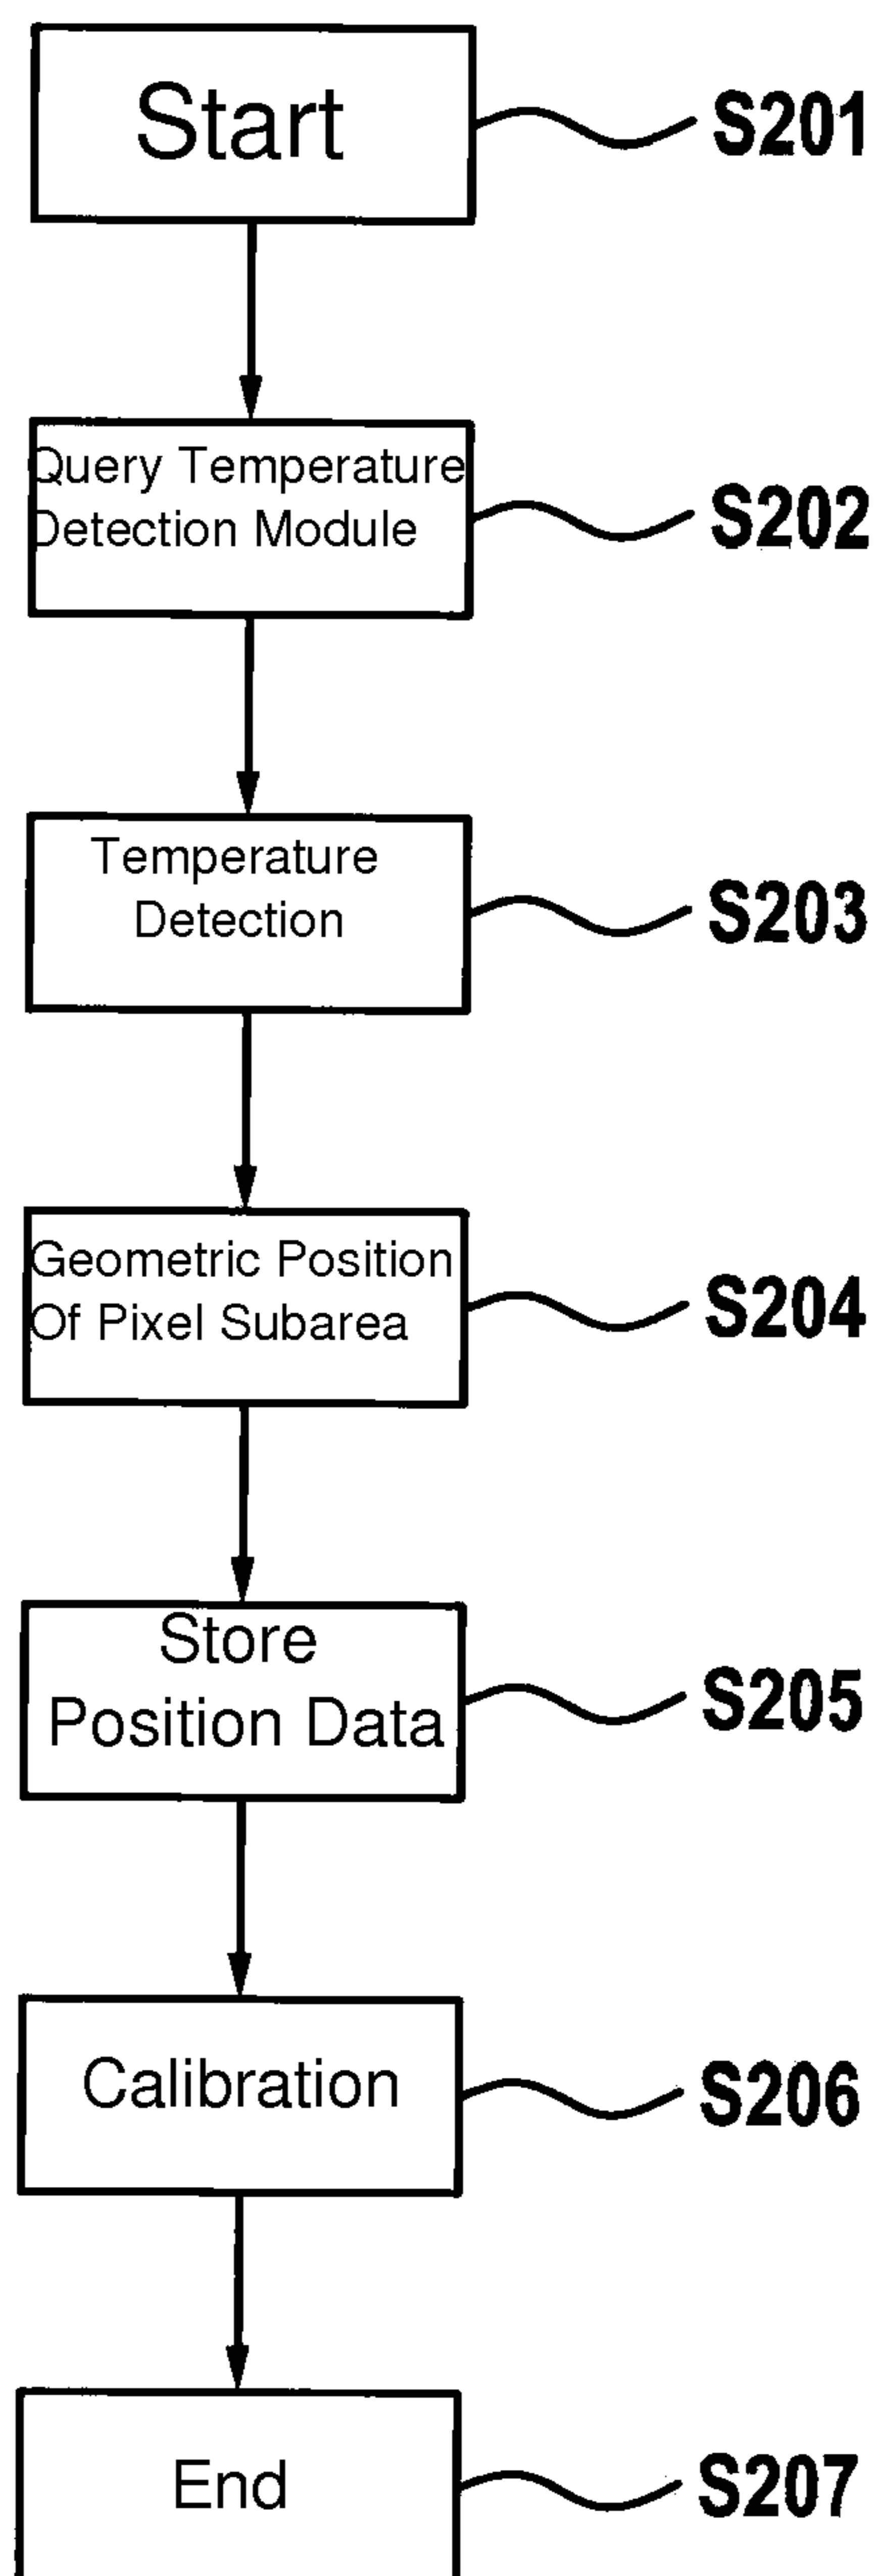 Start
S201
Query Temperature
Detection Module
S202
Temperature
Detection
S203
Geometric Position
Of Pixel Subarea
S204
Store
Position Data
S205
Calibration
S206
End
S207